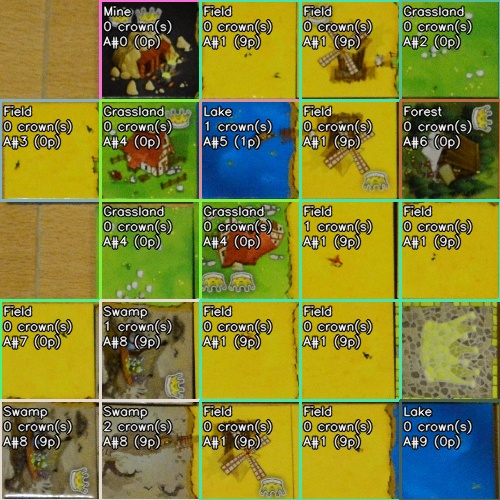 Mine
0 crown(s)
A#0 (0p)
Field
0 crown(s)
A#1 (9p)
Field
0 crown(s)
A#1 (9p)
Grassland
0 crown(s)
A#2 (0p)
Field
0 crown(s)
A#3 (0p)
Grassland
0 crown(s)
A#4 (0p)
Lake
1 crown(s)
A#5 (1p)
Field
0 crown(s)
A#1 (9p)
Forest
0 crown(s)
A#6 (0p)
Grassland
0 crown(s)
A#4 (0p)
Grassland
0 crown(s)
A#4 (0p)
Field
1 crown(s)
A#1 (9p)
Field
0 crown(s)
A#1 (9p)
Field
0 crown(s)
A#7 (0p)
Swamp
1 crown(s)
A#8 (9p)
Field
0 crown(s)
A#1 (9p)
Field
0 crown(s)
A#1 (9p)
Swamp
0 crown(s)
A#8 (9p)
Swamp
2 crown(s)
A#8 (9p)
Field
0 crown(s)
A#1 (9p)
Field
0 crown(s)
A#1 (9p)
Lake
0 crown(s)
A#9 (0p)